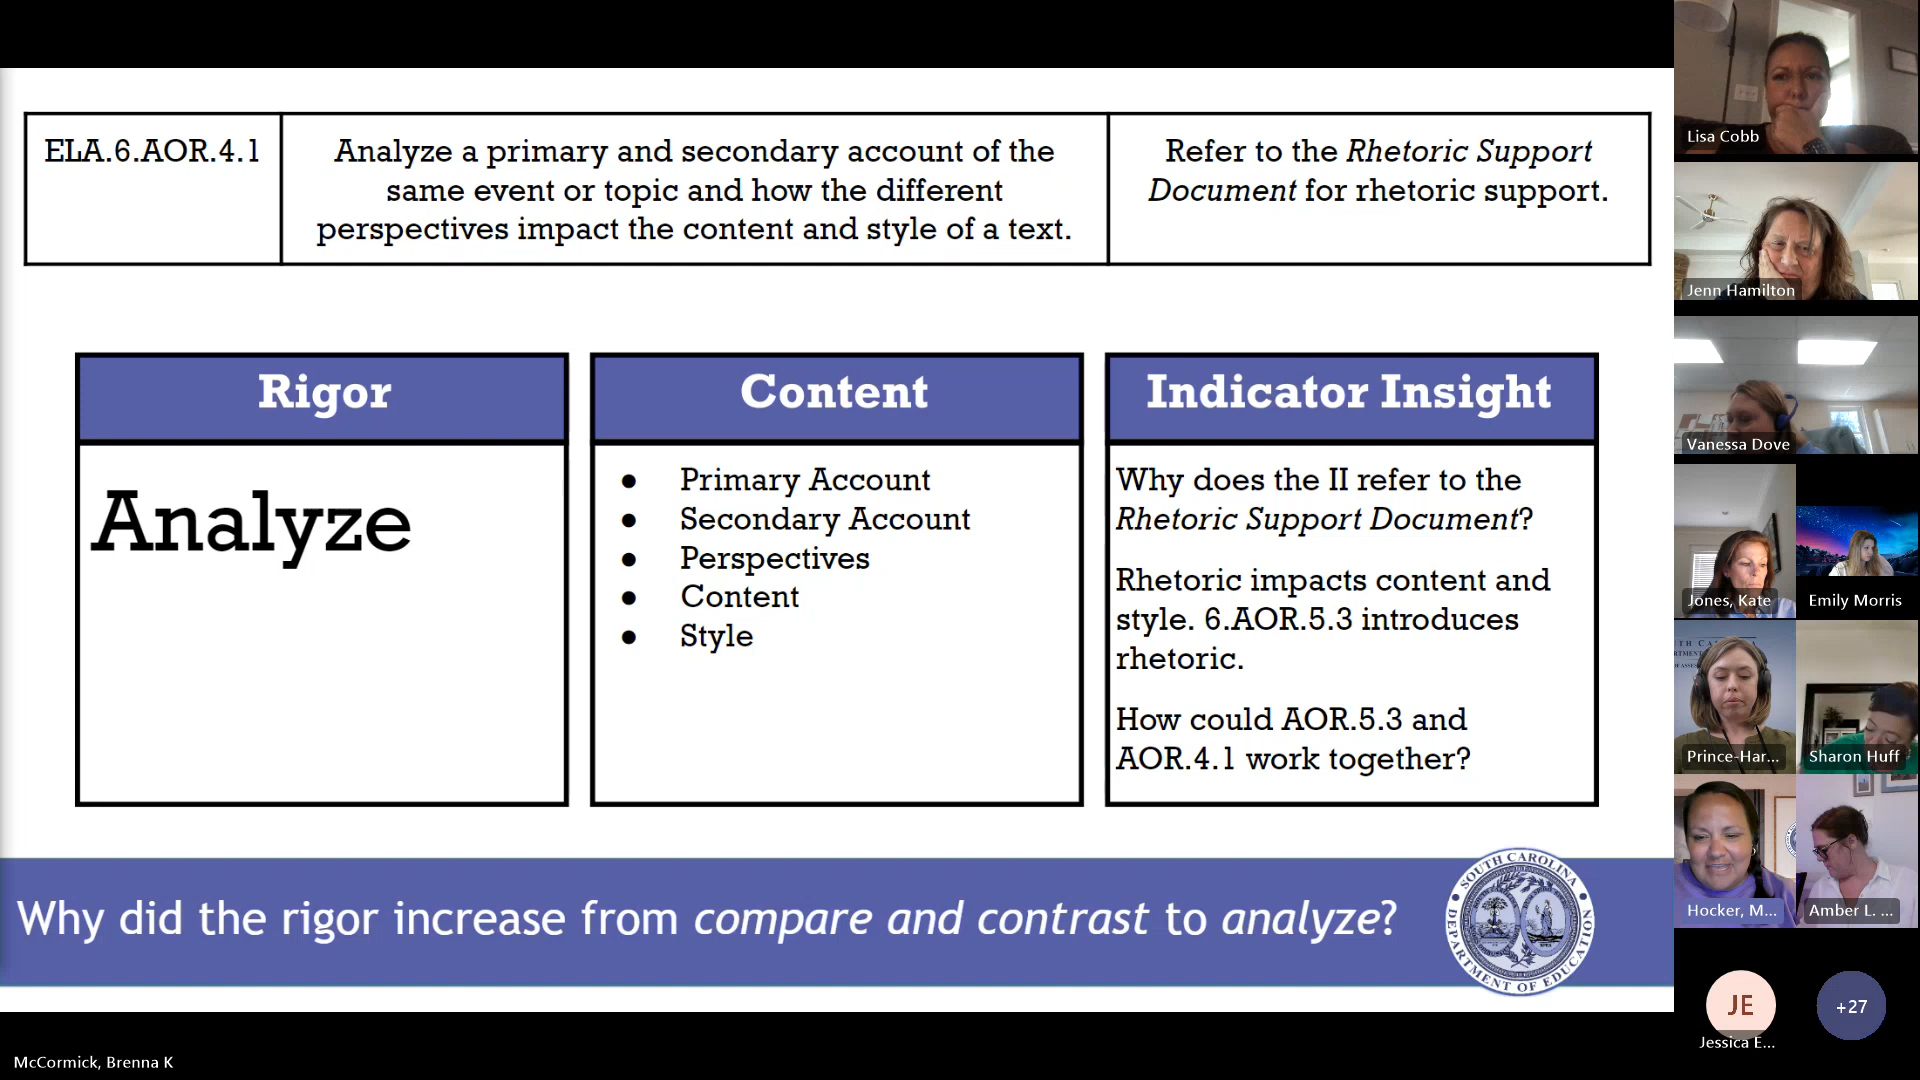 ELA.6.AOR.4.1
Analyze a primary and secondary account of the
same event or topic and how the different
perspectives impact the content and style of a text.
Refer to the Rhetoric Support
Document for rhetoric support.
Rigor
Analyze
Content
● Primary Account
● Secondary Account
● Perspectives
● Content
● Style
Indicator Insight
Why does the II refer to the
Rhetoric Support Document?
Rhetoric impacts content and
style. 6.AOR.5.3 introduces
rhetoric.
How could AOR.5.3 and
AOR.4.1 work together?
Why did the rigor increase from compare and contrast to analyze?
SOUTH CAROLINA
DEPARTMENT OF EDUCATION
McCormick, Brenna K
Lisa Cobb
Jenn Hamilton
Vanessa Dove
Jones, Kate
Emily Morris
Prince-Har...
Sharon Huff
Hocker, M...
Amber L. ...
JE
Jessica E...
+27